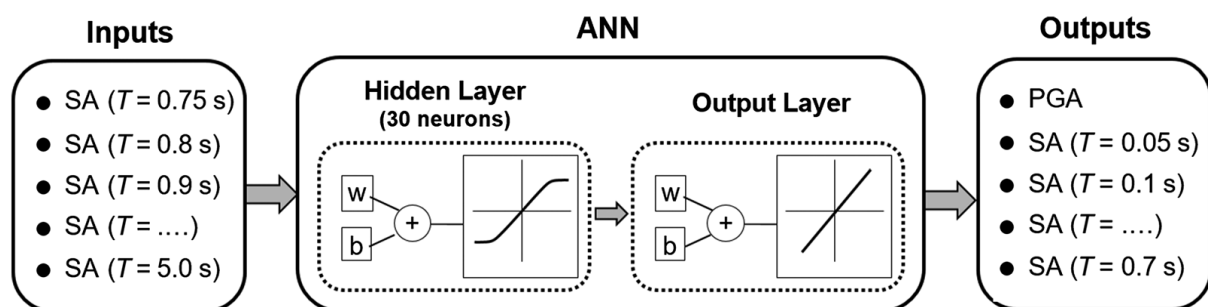 Inputs
● SA (T = 0.75 s)
● SA (T = 0.8 s)
● SA (T = 0.9 s)
● SA (T = ....)
● SA (T = 5.0 s)
ANN
Hidden Layer
(30 neurons)
w
b
+
Output Layer
w
b
+
Outputs
● PGA
● SA (T = 0.05 s)
● SA (T = 0.1 s)
● SA (T = ....)
● SA (T = 0.7 s)